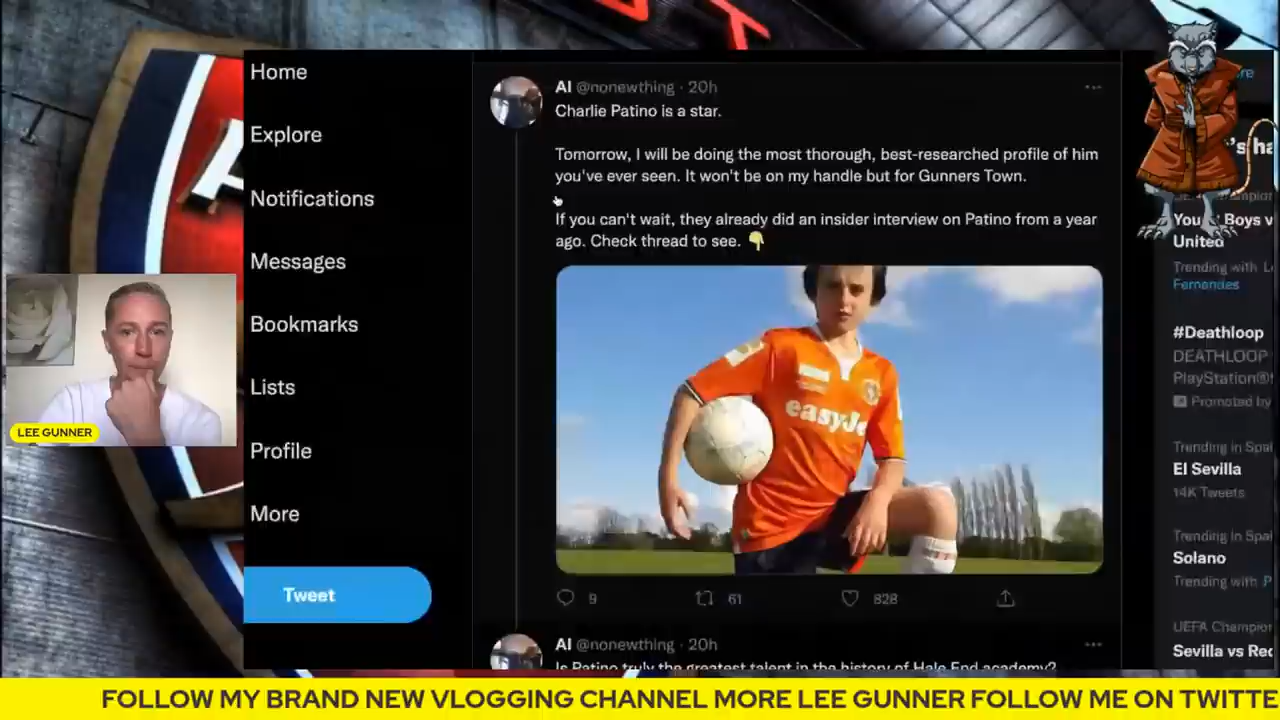 Home
Explore
Notifications
Messages
Bookmarks
Lists
Profile
More
Tweet
LEE GUNNER
Al @nonewthing · 20h
Charlie Patino is a star.
Tomorrow, I will be doing the most thorough, best-researched profile of him
you've ever seen. It won't be on my handle but for Gunners Town.
If you can't wait, they already did an insider interview on Patino from a year
ago. Check thread to see. 👇
easyJe
9
61
828
Al @nonewthing · 20h
Is Patino truly the greatest talent in the history of Hale End academy?
's ha
Boys v
United
Trending with
Fernandes
#Deathloop
DEATHLOOP
PlayStation®
Promoted by
Trending in Spai
El Sevilla
14K Tweets
Trending in Spai
Solano
Trending with P
UEFA Champion
Sevilla vs Red
FOLLOW MY BRAND NEW VLOGGING CHANNEL MORE LEE GUNNER FOLLOW ME ON TWITTE